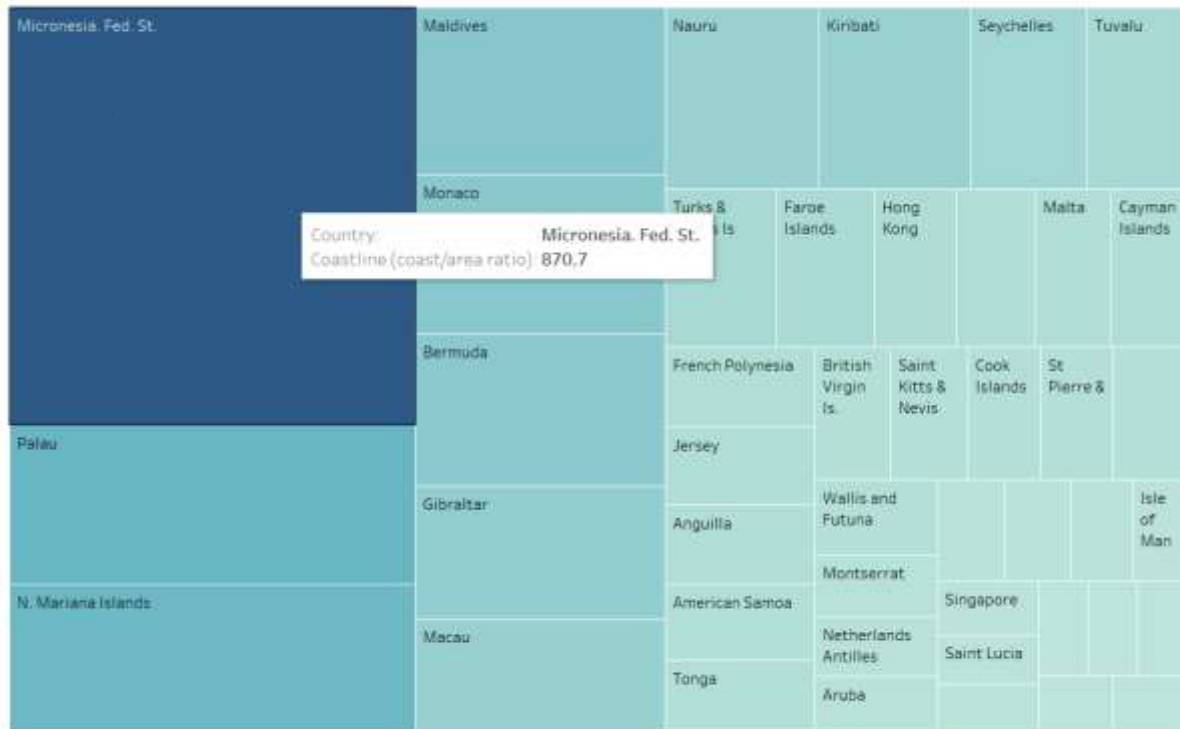 Micronesia. Fed. St.
Maldives
Nauru
Kiribati
Seychelles
Tuvalu
Monaco
Turks &
s Is
Faroe
Islands
Hong
Kong
Malta
Cayman
Islands
Country:
Micronesia. Fed. St.
Coastline (coast/area ratio):
870.7
Bermuda
French Polynesia
British
Virgin
Is.
Saint
Kitts &
Nevis
Cook
Islands
St
Pierre &
Palau
Jersey
Gibraltar
Anguilla
Wallis and
Futuna
Isle
of
Man
Montserrat
N. Mariana Islands
American Samoa
Singapore
Macau
Netherlands
Antilles
Saint Lucia
Tonga
Aruba